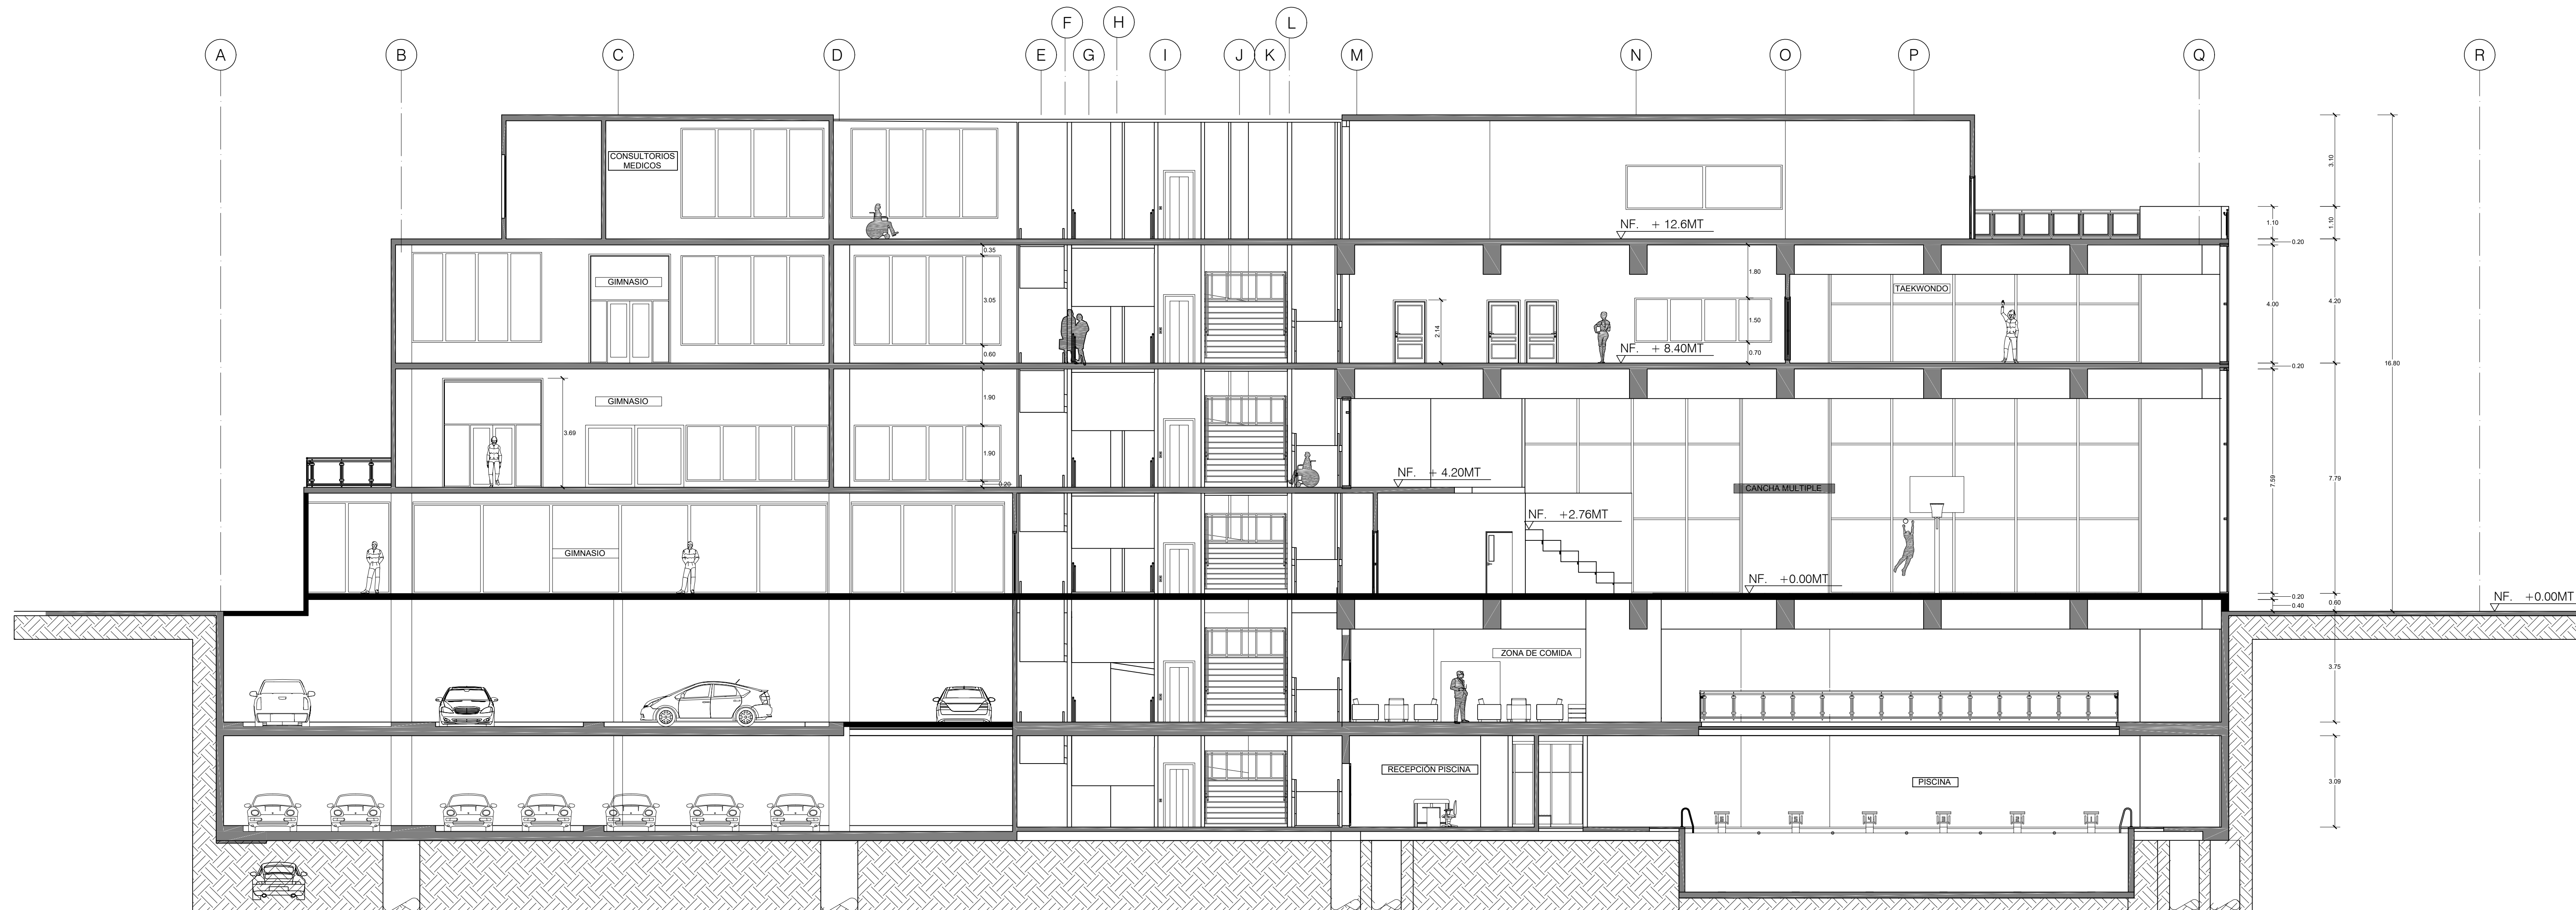 F
H
L
A
B
C
D
E
G
I
J
K
M
N
O
P
Q
R
CONSULTORIOS
MEDICOS
NF. + 12.6MT
3.10
1.10
1.10
0.20
0.35
GIMNASIO
3.05
0.60
2.14
1.80
1.50
0.70
TAEKWONDO
NF. + 8.40MT
4.00
4.20
0.20
16.60
GIMNASIO
3.69
1.90
1.90
0.20
NF. + 4.20MT
CANCHA MULTIPLE
7.59
7.79
NF. +2.76MT
GIMNASIO
NF. +0.00MT
0.20
0.40
0.60
NF. +0.00MT
ZONA DE COMIDA
3.75
RECEPCIÓN PISCINA
PISCINA
3.09